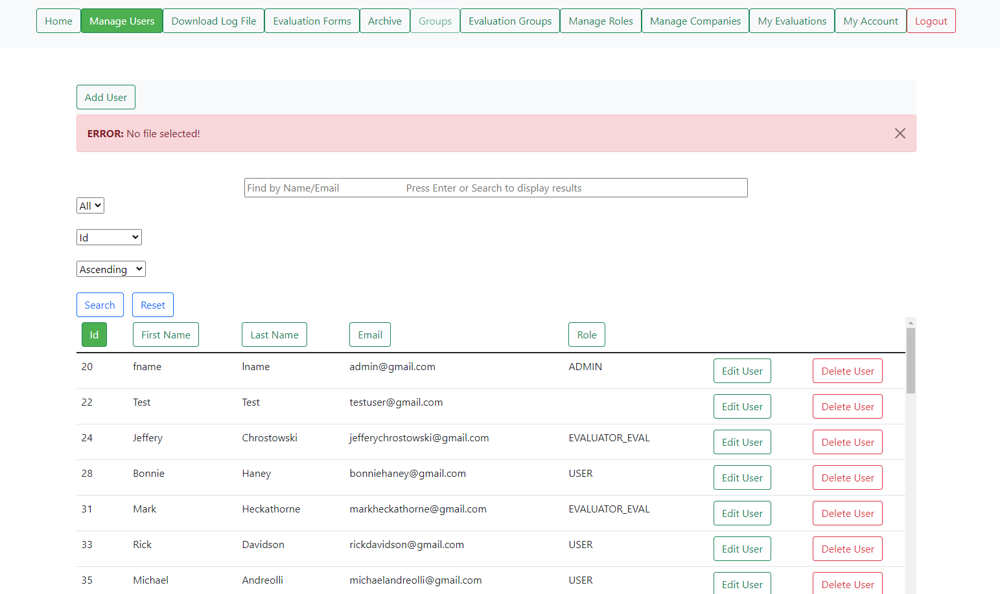 Home Manage Users Download Log File Evaluation Forms Archive Groups Evaluation Groups Manage Roles Manage Companies My Evaluations My Account Logout
Add User
ERROR: No file selected!
Find by Name/Email Press Enter or Search to display results
All
Id
Ascending
Search Reset
Id First Name Last Name Email Role
20 fname lname admin@gmail.com ADMIN Edit User Delete User
22 Test Test testuser@gmail.com Edit User Delete User
24 Jeffery Chrostowski jefferychrostowski@gmail.com EVALUATOR_EVAL Edit User Delete User
28 Bonnie Haney bonniehaney@gmail.com USER Edit User Delete User
31 Mark Heckathorne markheckathorne@gmail.com EVALUATOR_EVAL Edit User Delete User
33 Rick Davidson rickdavidson@gmail.com USER Edit User Delete User
35 Michael Andreolli michaelandreolli@gmail.com USER Edit User Delete User